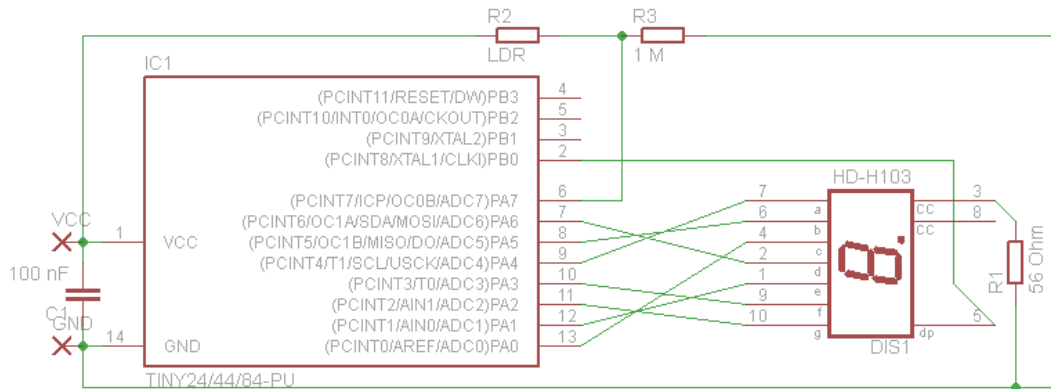 R2
R3
LDR
1 M
IC1
(PCINT11/RESET/DW)PB3
4
(PCINT10/INT0/OC0A/CKOUT)PB2
5
(PCINT9/XTAL2)PB1
3
(PCINT8/XTAL1/CLKI)PB0
2
(PCINT7/ICP/OC0B/ADC7)PA7
6
(PCINT6/OC1A/SDA/MOSI/ADC6)PA6
7
(PCINT5/OC1B/MISO/DO/ADC5)PA5
8
(PCINT4/T1/SCL/USCK/ADC4)PA4
9
(PCINT3/T0/ADC3)PA3
10
(PCINT2/AIN1/ADC2)PA2
11
(PCINT1/AIN0/ADC1)PA1
12
(PCINT0/AREF/ADC0)PA0
13
VCC
1
VCC
100 nF
C1
GND
14
GND
TINY24/44/84-PU
HD-H103
7
a
6
b
4
c
2
d
1
e
9
f
10
g
3
CC
8
CC
5
dp
DIS1
R1
56 Ohm